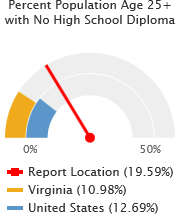 Percent Population Age 25+
with No High School Diploma
0%
50%
Report Location (19.59%)
Virginia (10.98%)
United States (12.69%)